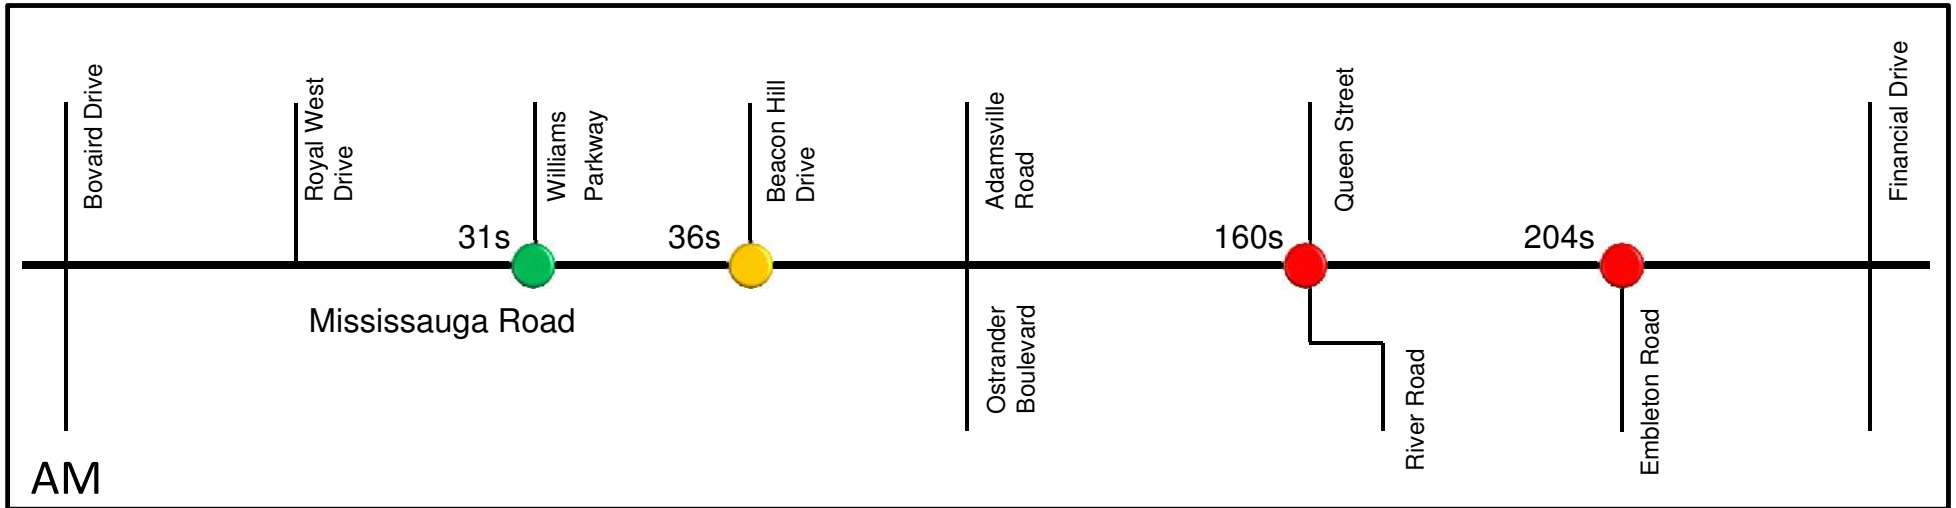 Bovaird Drive
Royal West
Drive
Williams
Parkway
Beacon Hill
Drive
Adamsville
Road
Queen Street
Financial Drive
31s
36s
160s
204s
Mississauga Road
Ostrander
Boulevard
River Road
Embleton Road
AM